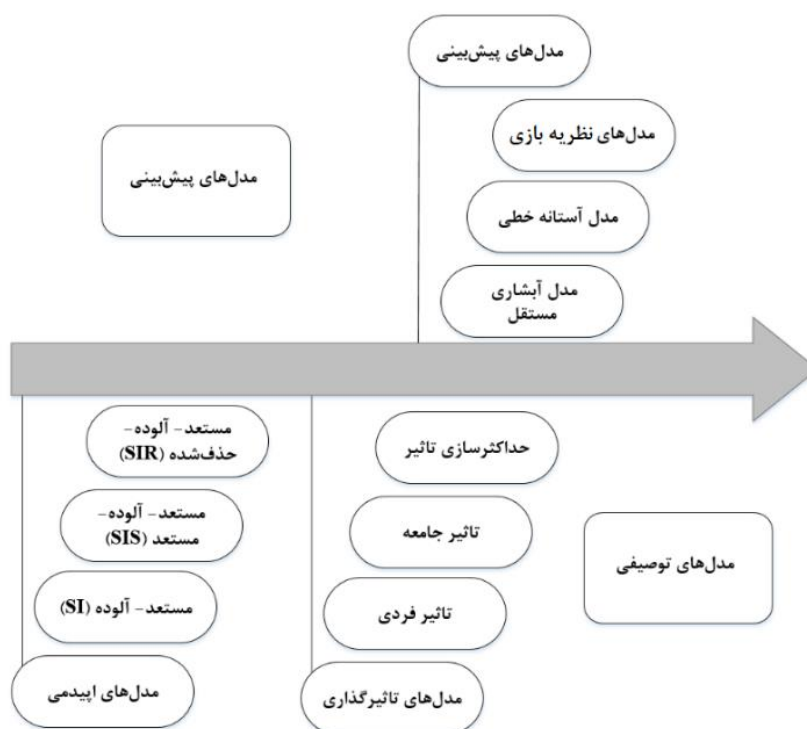 مدل‌های پیش‌بینی
مدل‌های نظریه بازی
مدل‌های پیش‌بینی
مدل آستانه خطی
مدل آبشاری
مستقل
مستعد- آلوده-
حذف‌شده (SIR)
حداکثرسازی تاثیر
مستعد- آلوده-
مستعد (SIS)
تاثیر جامعه
مدل‌های توصیفی
مستعد- آلوده (SI)
تاثیر فردی
مدل‌های اپیدمی
مدل‌های تاثیرگذاری